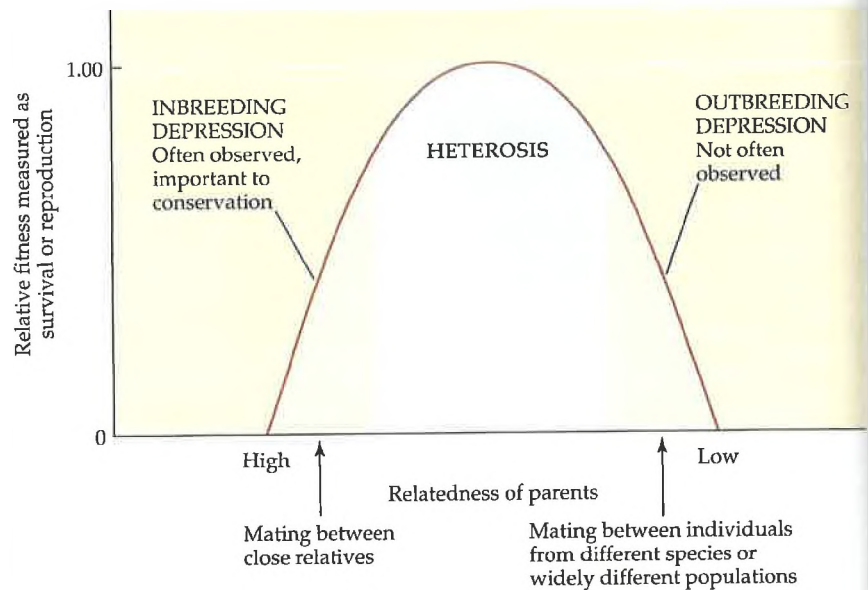 Relative fitness measured as
survival or reproduction
1.00
0
INBREEDING
DEPRESSION
Often observed,
important to
conservation
HETEROSIS
OUTBREEDING
DEPRESSION
Not often
observed
High
Low
Relatedness of parents
Mating between
close relatives
Mating between individuals
from different species or
widely different populations